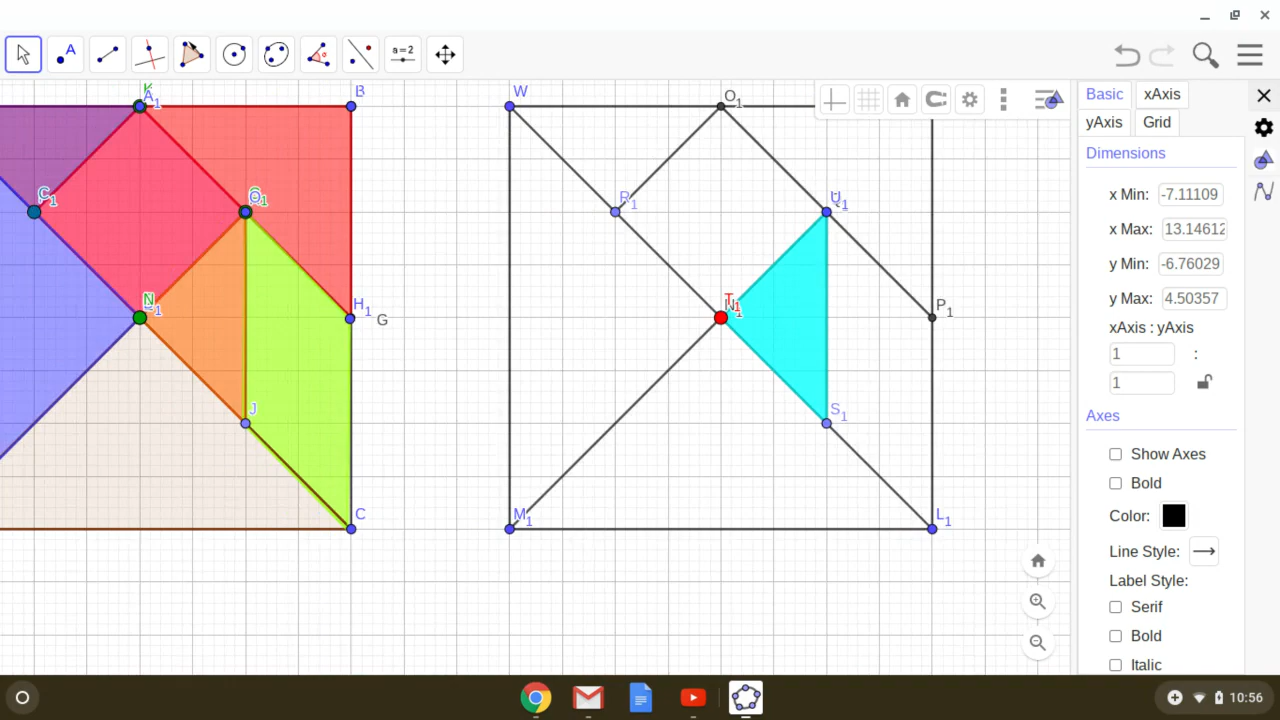 A
a=2
Basic
xAxis
yAxis
Grid
Dimensions
x Min: -7.11109
x Max: 13.14612
y Min: -6.76029
y Max: 4.50357
xAxis : yAxis
1 :
1
Axes
Show Axes
Bold
Color:
Line Style:
Label Style:
Serif
Bold
Italic
A1
B
W
O1
C1
R1
U1
H1
G
N
T1
P1
J
S1
C
M1
L1
10:56